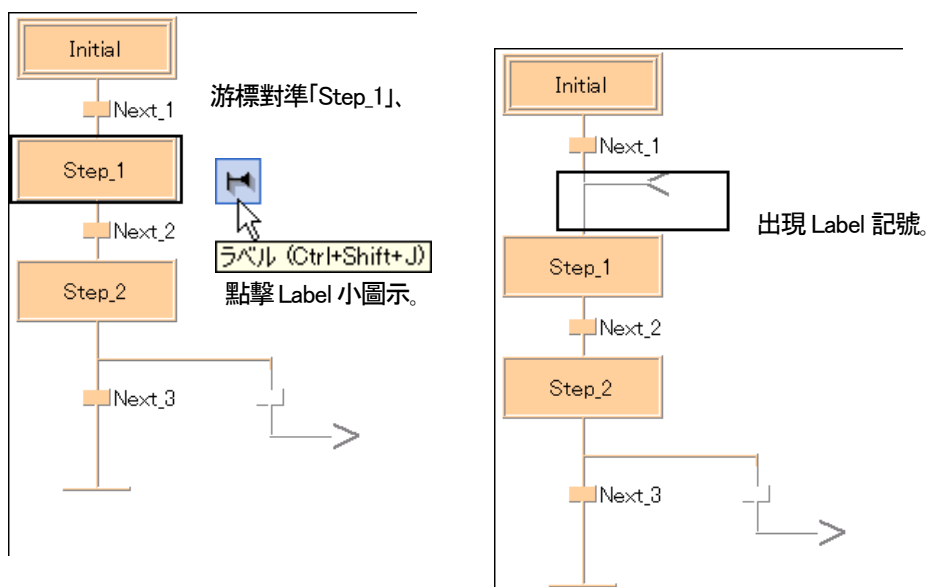 Initial
游標對準「Step_1」、
Next_1
Step_1
Next_2
ラベル (Ctrl+Shift+J)
點擊 Label 小圖示。
Step_2
Next_3
Initial
Next_1
出現 Label 記號。
Step_1
Next_2
Step_2
Next_3